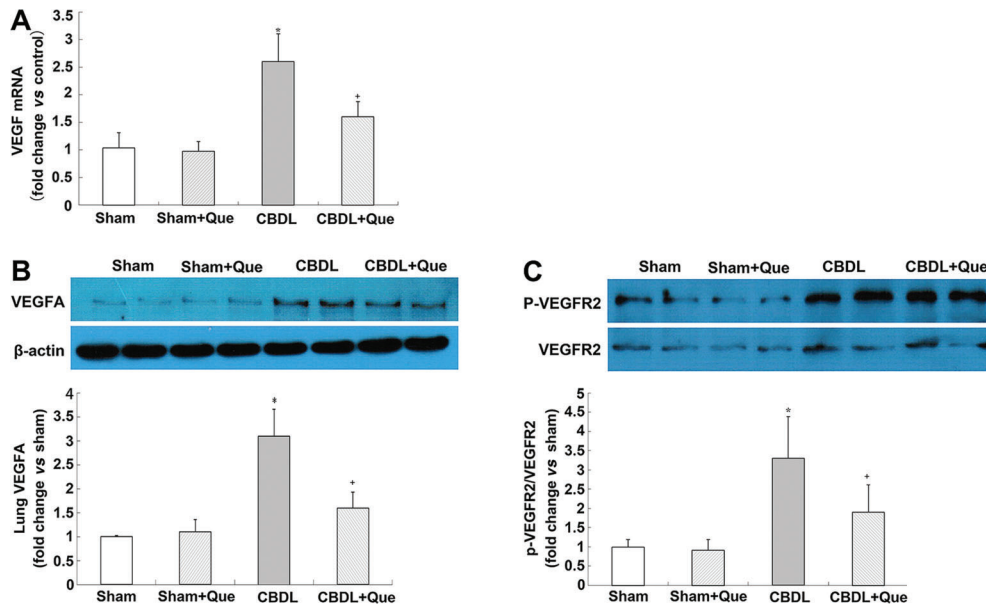 A
VEGF mRNA
(fold change vs control)
3.5
3
2.5
2
1.5
1
0.5
0
*
+
Sham Sham+Que CBDL CBDL+Que
B
Sham Sham+Que CBDL CBDL+Que
VEGFA
β-actin
Lung VEGFA
(fold change vs sham)
4
3.5
3
2.5
2
1.5
1
0.5
0
*
+
Sham Sham+Que CBDL CBDL+Que
C
Sham Sham+Que CBDL CBDL+Que
P-VEGFR2
VEGFR2
p-VEGFR2/VEGFR2
(fold change vs sham)
5
4.5
4
3.5
3
2.5
2
1.5
1
0.5
0
*
+
Sham Sham+Que CBDL CBDL+Que